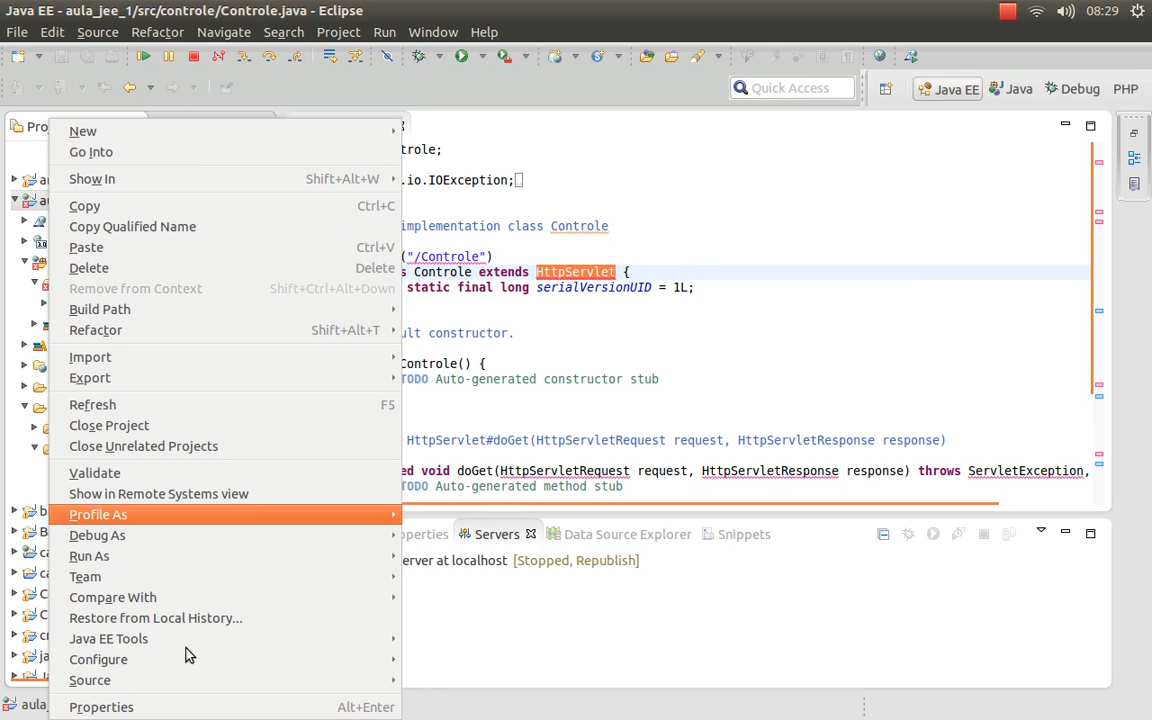 Java EE - aula_jee_1/src/controle/Controle.java - Eclipse
08:29
File Edit Source Refactor Navigate Search Project Run Window Help
Quick Access
Java EE
Java
Debug
PHP
Pro
New
Go Into
Show In Shift+Alt+W
Copy Ctrl+C
Copy Qualified Name
Paste Ctrl+V
Delete Delete
Remove from Context Shift+Ctrl+Alt+Down
Build Path
Refactor Shift+Alt+T
Import
Export
Refresh F5
Close Project
Close Unrelated Projects
Validate
Show in Remote Systems view
Profile As
Debug As
Run As
Team
Compare With
Restore from Local History...
Java EE Tools
Configure
Source
Properties Alt+Enter
trole;
.io.IOException;
implementation class Controle
("/Controle")
s Controle extends HttpServlet {
static final long serialVersionUID = 1L;
ult constructor.
Controle() {
TODO Auto-generated constructor stub
HttpServlet#doGet(HttpServletRequest request, HttpServletResponse response)
ed void doGet(HttpServletRequest request, HttpServletResponse response) throws ServletException,
TODO Auto-generated method stub
operties
Servers
Data Source Explorer
Snippets
erver at localhost [Stopped, Republish]
aula_